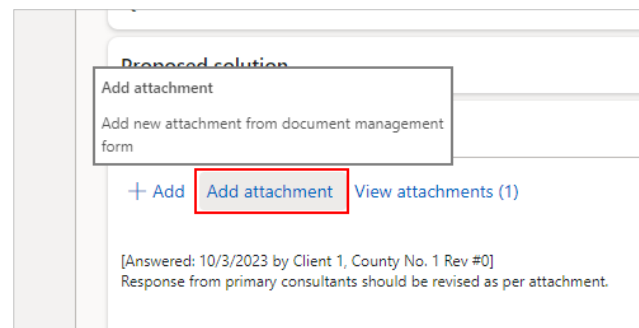 Proposed solution
Add attachment
Add new attachment from document management
form
+ Add Add attachment View attachments (1)
[Answered: 10/3/2023 by Client 1, County No. 1 Rev #0]
Response from primary consultants should be revised as per attachment.